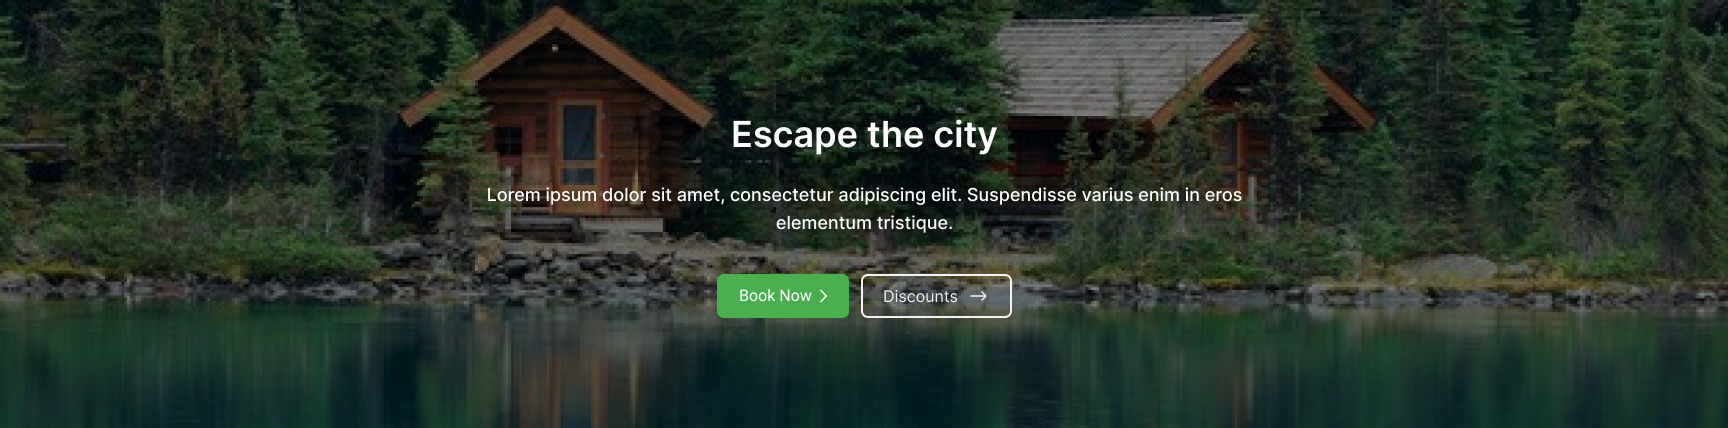 Escape the city
Lorem ipsum dolor sit amet, consectetur adipiscing elit. Suspendisse varius enim in eros
elementum tristique.
Book Now
Discounts